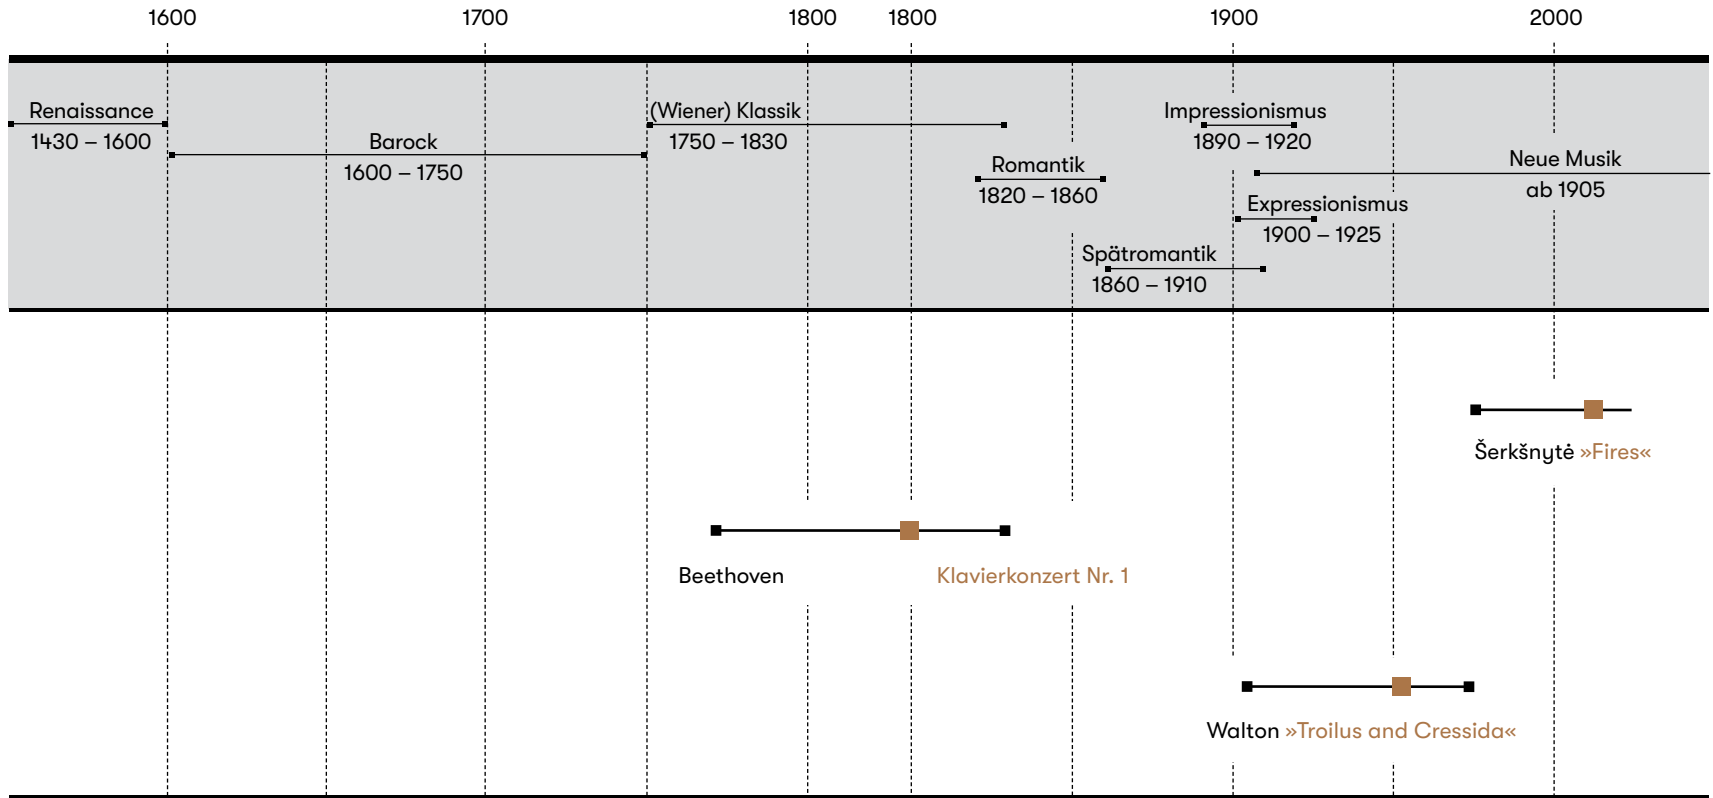 1600 1700 1800 1800 1900 2000
Renaissance
1430 – 1600
Barock
1600 – 1750
(Wiener) Klassik
1750 – 1830
Romantik
1820 – 1860
Spätromantik
1860 – 1910
Impressionismus
1890 – 1920
Expressionismus
1900 – 1925
Neue Musik
ab 1905
Šerkšnytė »Fires«
Beethoven Klavierkonzert Nr. 1
Walton »Troilus and Cressida«